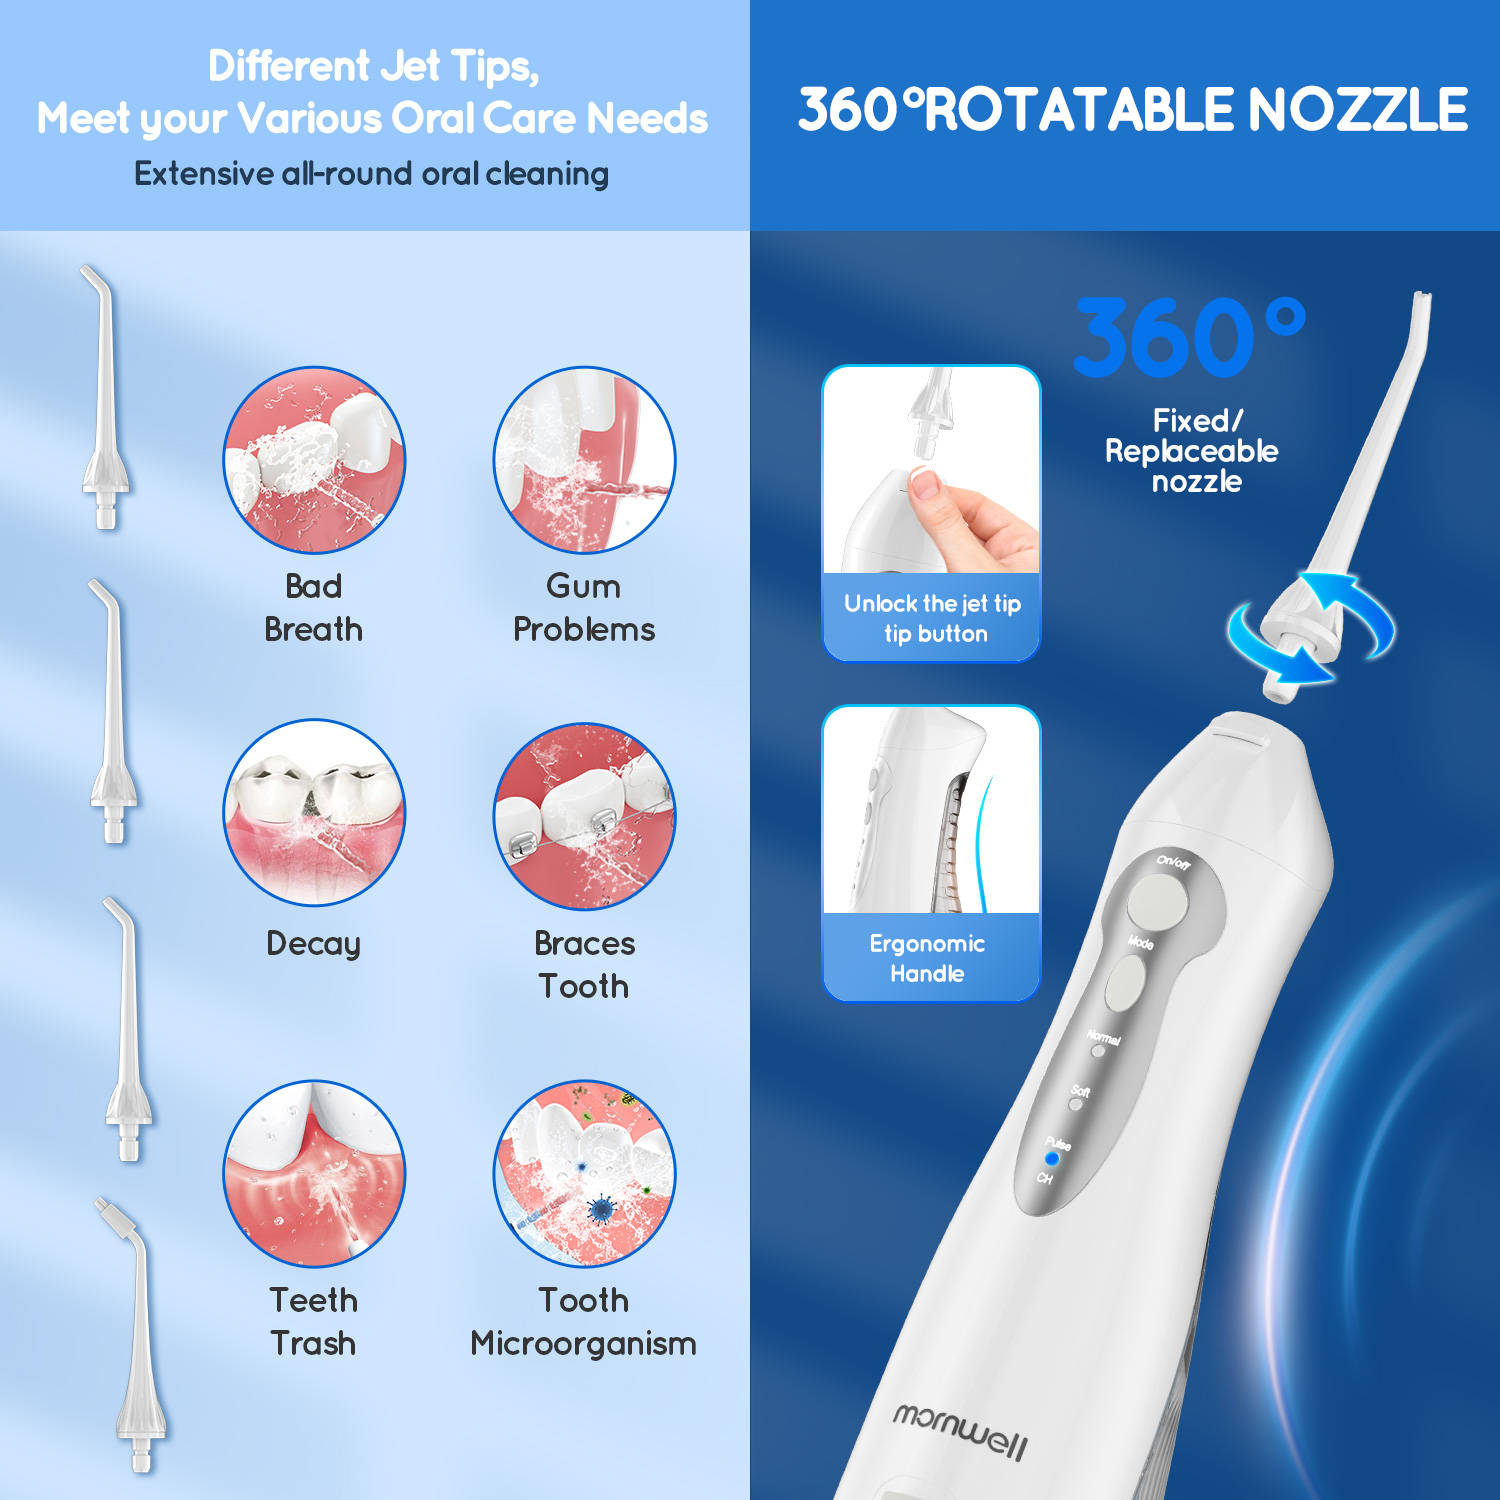 Different Jet Tips,
Meet your Various Oral Care Needs
Extensive all-round oral cleaning
Bad
Breath
Gum
Problems
Decay
Braces
Tooth
Teeth
Trash
Tooth
Microorganism
360°ROTATABLE NOZZLE
360°
Fixed/
Replaceable
nozzle
Unlock the jet tip
tip button
Ergonomic
Handle
On/off
Mode
Normal
Soft
Pulse
CH
mornwell